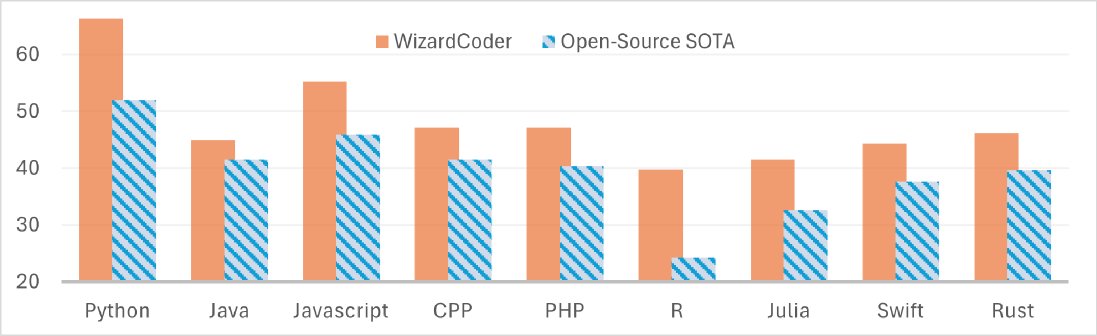 WizardCoder Open-Source SOTA
60
50
40
30
20
Python Java Javascript CPP PHP R Julia Swift Rust